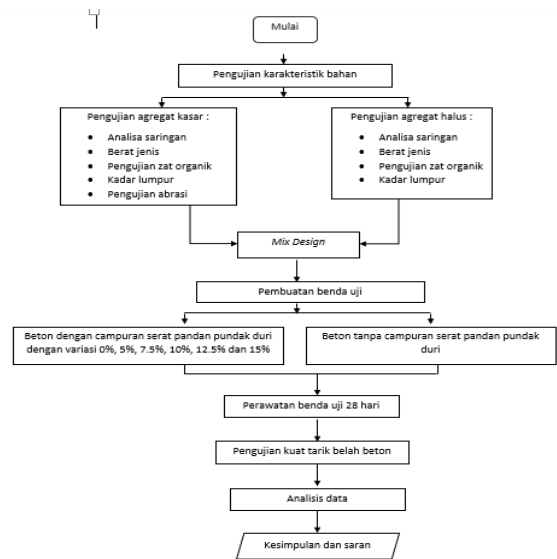 Mulai
Pengujian karakteristik bahan
Pengujian agregat kasar :
• Analisa saringan
• Berat jenis
• Pengujian zat organik
• Kadar lumpur
• Pengujian abrasi
Pengujian agregat halus :
• Analisa saringan
• Berat jenis
• Pengujian zat organik
• Kadar lumpur
Mix Design
Pembuatan benda uji
Beton dengan campuran serat pandan pundak duri
dengan variasi 0%, 5%, 7.5%, 10%, 12.5% dan 15%
Beton tanpa campuran serat pandan pundak
duri
Perawatan benda uji 28 hari
Pengujian kuat tarik belah beton
Analisis data
Kesimpulan dan saran